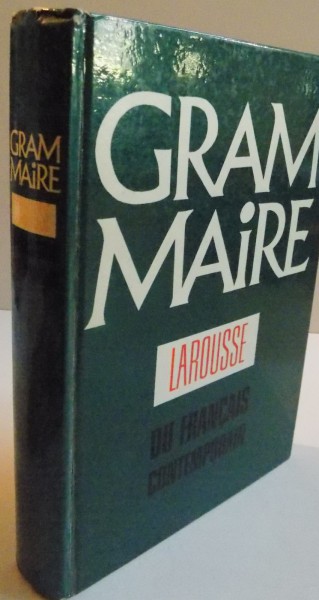 GRAM
MAiRE
GRAM
MAiRE
LAROUSSE
DU FRANÇAIS
CONTEMPORAIN